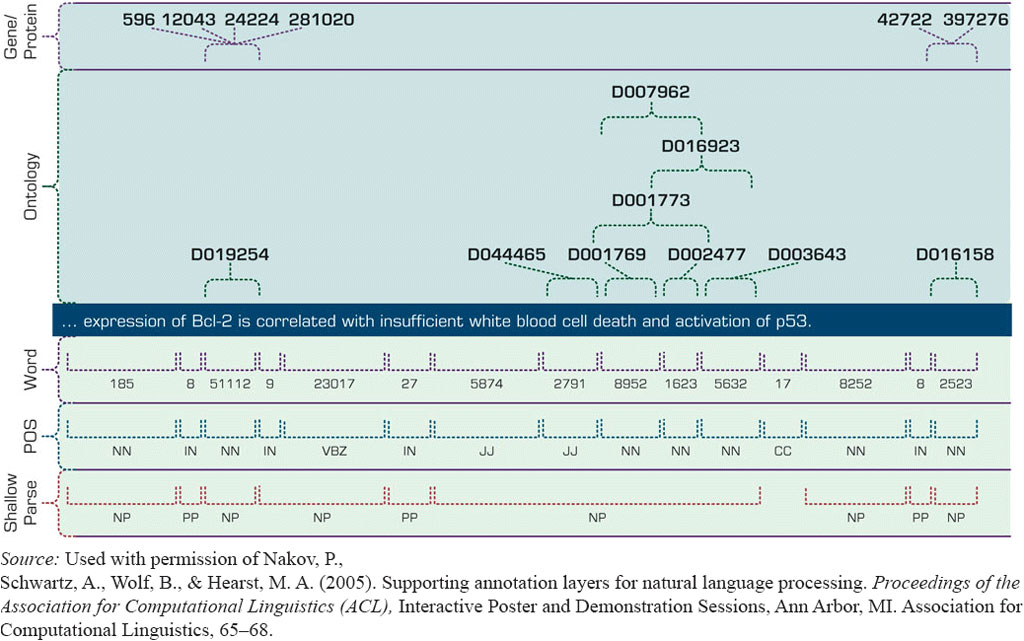 Gene/
Protein
596 12043 24224 281020
42722 397276
Ontology
D007962
D016923
D001773
D019254
D044465 D001769 D002477 D003643
D016158
... expression of Bcl-2 is correlated with insufficient white blood cell death and activation of p53.
Word
185 8 51112 9 23017 27 5874 2791 8952 1623 5632 17 8252 8 2523
POS
NN IN NN IN VBZ IN JJ JJ NN NN NN CC NN IN NN
Shallow
Parse
NP PP NP NP PP NP NP PP NP
Source: Used with permission of Nakov, P.,
Schwartz, A., Wolf, B., & Hearst, M. A. (2005). Supporting annotation layers for natural language processing. Proceedings of the
Association for Computational Linguistics (ACL), Interactive Poster and Demonstration Sessions, Ann Arbor, MI. Association for
Computational Linguistics, 65–68.